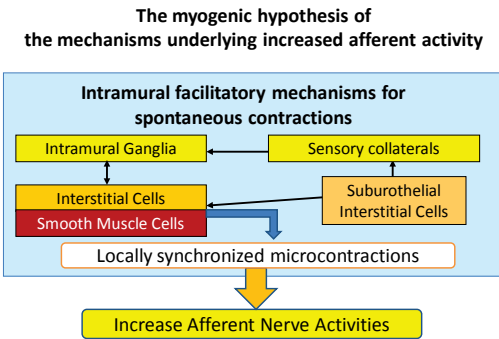 The myogenic hypothesis of
the mechanisms underlying increased afferent activity
Intramural facilitatory mechanisms for
spontaneous contractions
Intramural Ganglia
Sensory collaterals
Interstitial Cells
Smooth Muscle Cells
Suburothelial
Interstitial Cells
Locally synchronized microcontractions
Increase Afferent Nerve Activities